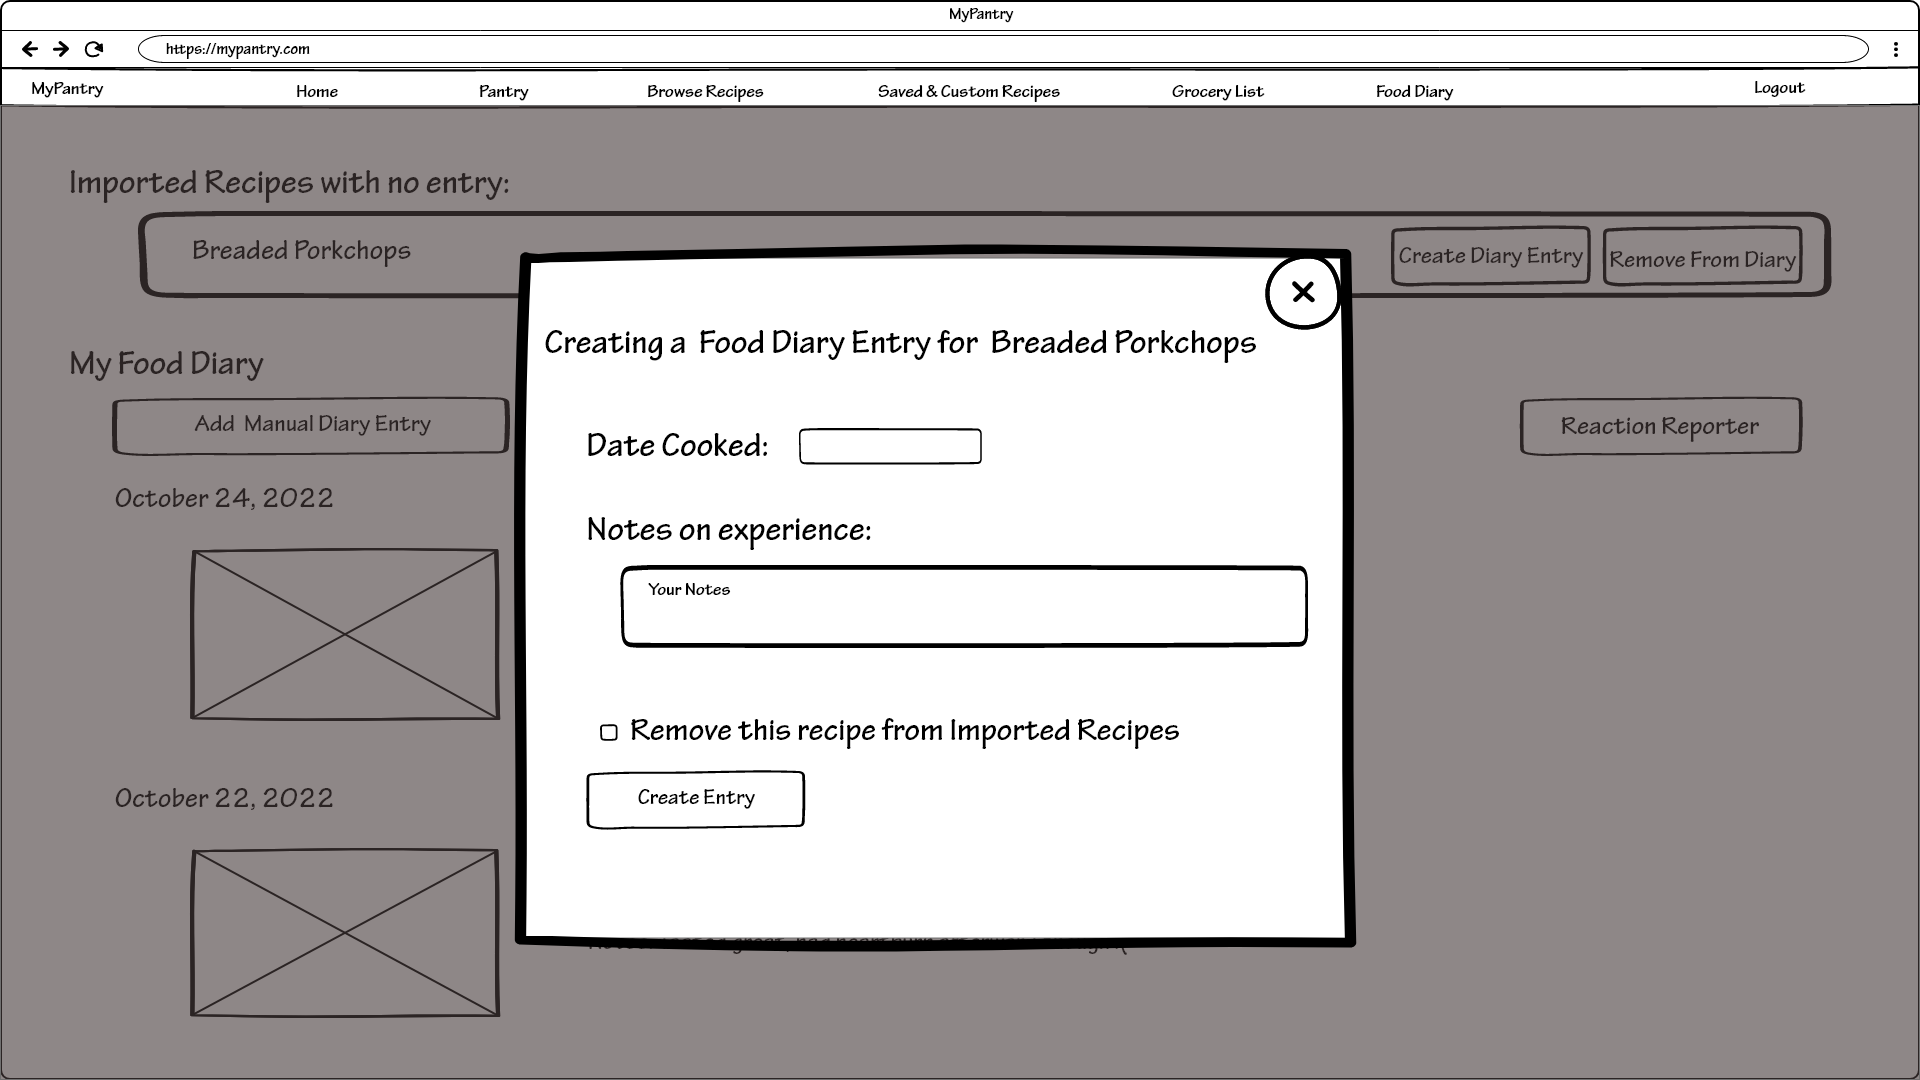 MyPantry
https://mypantry.com
MyPantry Home Pantry Browse Recipes Saved & Custom Recipes Grocery List Food Diary Logout
Imported Recipes with no entry:
Breaded Porkchops
Create Diary Entry
Remove From Diary
Creating a Food Diary Entry for Breaded Porkchops
My Food Diary
Add Manual Diary Entry
Reaction Reporter
Date Cooked:
October 24, 2022
Notes on experience:
Your Notes
Remove this recipe from Imported Recipes
Create Entry
October 22, 2022